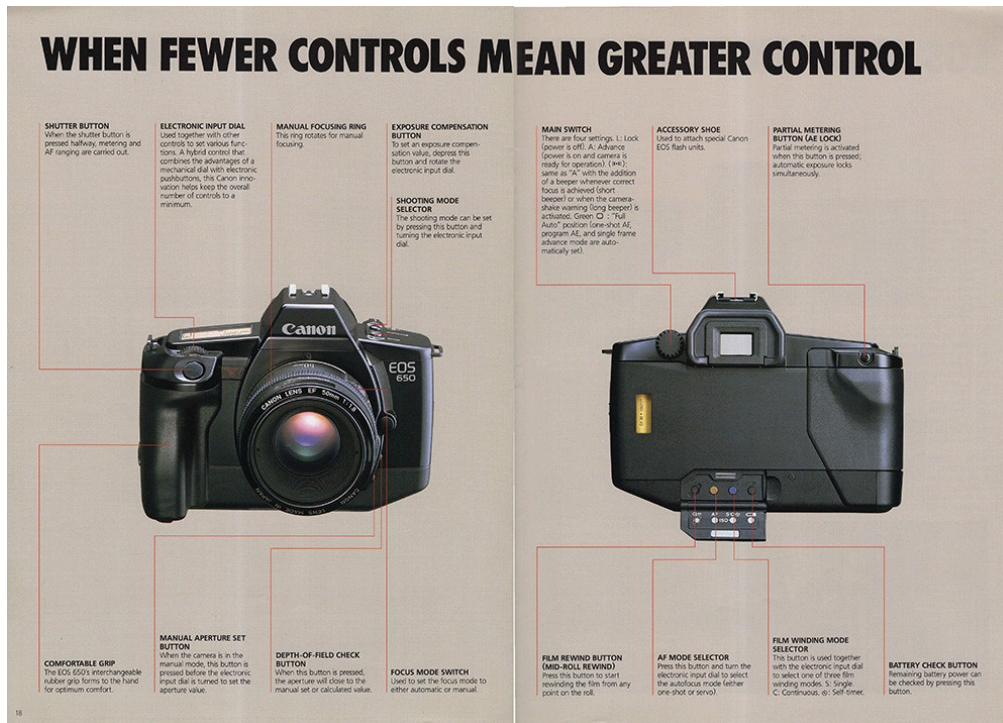 WHEN FEWER CONTROLS MEAN GREATER CONTROL
SHUTTER BUTTON
When the shutter button is
pressed halfway, metering and
AF ranging are carried out.
ELECTRONIC INPUT DIAL
Used together with other
controls to set various func-
tions. A hybrid control that
combines the advantages of a
mechanical dial with electronic
pushbuttons, this Canon inno-
vation helps keep the overall
number of controls to a
minimum.
MANUAL FOCUSING RING
This ring rotates for manual
focusing.
EXPOSURE COMPENSATION
BUTTON
To set an exposure compen-
sation value, depress this
button and rotate the
electronic input dial.
SHOOTING MODE
SELECTOR
The shooting mode can be set
by pressing this button and
turning the electronic input
dial.
MAIN SWITCH
There are four settings. L: Lock
(power is off). A: Advance
(power is on and camera is
ready for operation). ( ):
same as "A" with the addition
of a beeper whenever correct
focus is achieved (short
beeper) or when the camera-
shake warning (long beeper) is
activated. Green : "Full
Auto" position (one-shot AF,
program AE, and single frame
advance mode are auto-
matically set).
ACCESSORY SHOE
Used to attach special Canon
EOS flash units.
PARTIAL METERING
BUTTON (AE LOCK)
Partial metering is activated
when this button is pressed;
automatic exposure locks
simultaneously.
Canon
EOS
650
CANON LENS EF 50mm 1:1.8
CANON LENS MADE IN JAPAN
AF
S C
ISO
COMFORTABLE GRIP
The EOS 650's interchangeable
rubber grip forms to the hand
for optimum comfort.
MANUAL APERTURE SET
BUTTON
When the camera is in the
manual mode, this button is
pressed before the electronic
input dial is turned to set the
aperture value.
DEPTH-OF-FIELD CHECK
BUTTON
When this button is pressed,
the aperture will close to the
manual set or calculated value.
FOCUS MODE SWITCH
Used to set the focus mode to
either automatic or manual.
FILM REWIND BUTTON
(MID-ROLL REWIND)
Press this button to start
rewinding the film from any
point on the roll.
AF MODE SELECTOR
Press this button and turn the
electronic input dial to select
the autofocus mode (either
one-shot or servo).
FILM WINDING MODE
SELECTOR
This button is used together
with the electronic input dial
to select one of three film
winding modes. S: Single.
C: Continuous. : Self-timer.
BATTERY CHECK BUTTON
Remaining battery power can
be checked by pressing this
button.
18